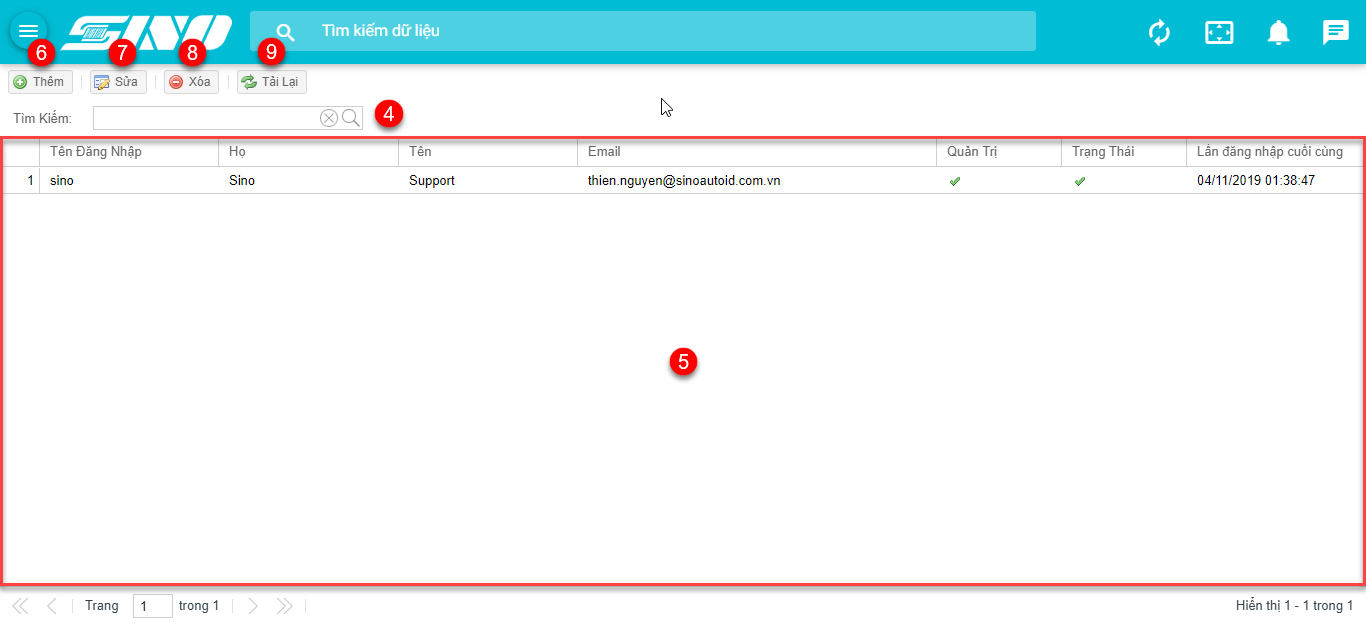 SINO
Tìm kiếm dữ liệu
6 7 8 9
Thêm Sửa Xóa Tải Lại
Tìm Kiếm: 4
Tên Đăng Nhập Họ Tên Email Quản Trị Trạng Thái Lần đăng nhập cuối cùng
1 sino Sino Support thien.nguyen@sinoautoid.com.vn 04/11/2019 01:38:47
5
Trang 1 trong 1 Hiển thị 1 - 1 trong 1